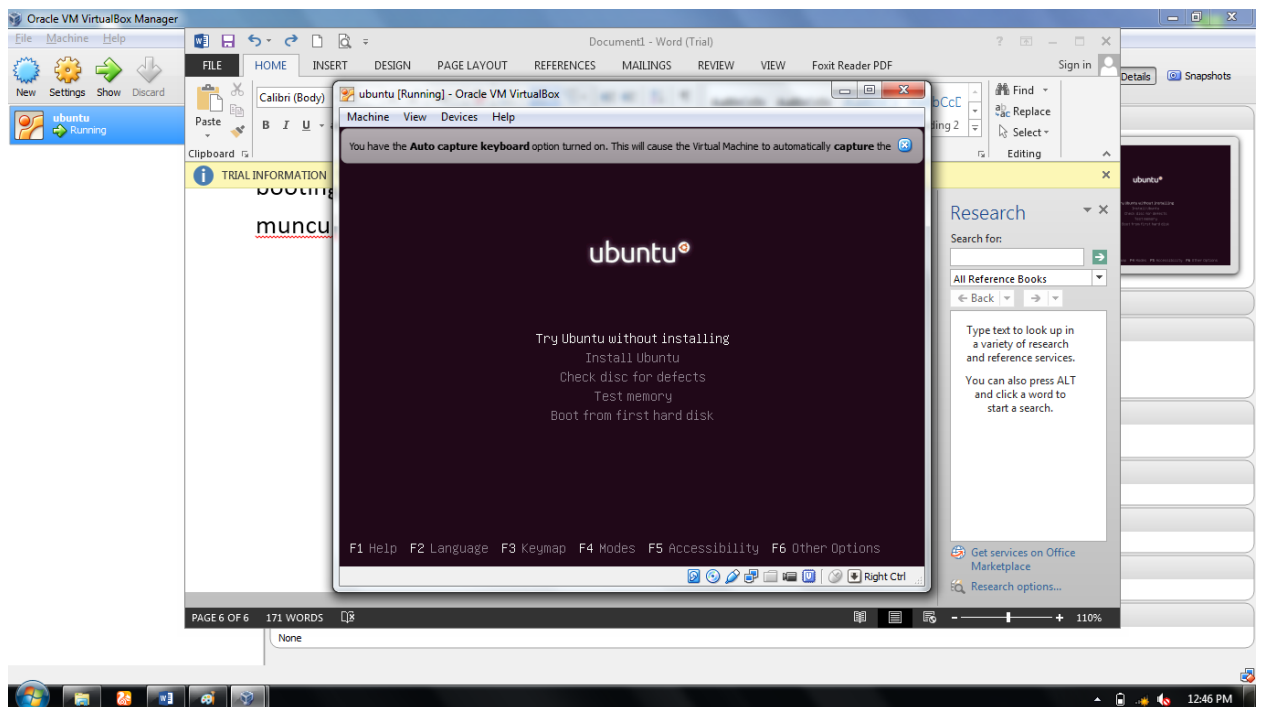 Oracle VM VirtualBox Manager
File Machine Help
New Settings Show Discard
ubuntu
Running
Details Snapshots
Document1 - Word (Trial)
FILE HOME INSERT DESIGN PAGE LAYOUT REFERENCES MAILINGS REVIEW VIEW Foxit Reader PDF Sign in
Paste
Calibri (Body)
B I U
Clipboard
Find
Replace
Select
Editing
TRIAL INFORMATION
booting
muncu
ubuntu [Running] - Oracle VM VirtualBox
Machine View Devices Help
You have the Auto capture keyboard option turned on. This will cause the Virtual Machine to automatically capture the
ubuntu
Try Ubuntu without installing
Install Ubuntu
Check disc for defects
Test memory
Boot from first hard disk
F1 Help F2 Language F3 Keymap F4 Modes F5 Accessibility F6 Other Options
Right Ctrl
Research
Search for:
All Reference Books
Back
Type text to look up in
a variety of research
and reference services.
You can also press ALT
and click a word to
start a search.
Get services on Office
Marketplace
Research options...
ubuntu
PAGE 6 OF 6 171 WORDS 110%
None
12:46 PM